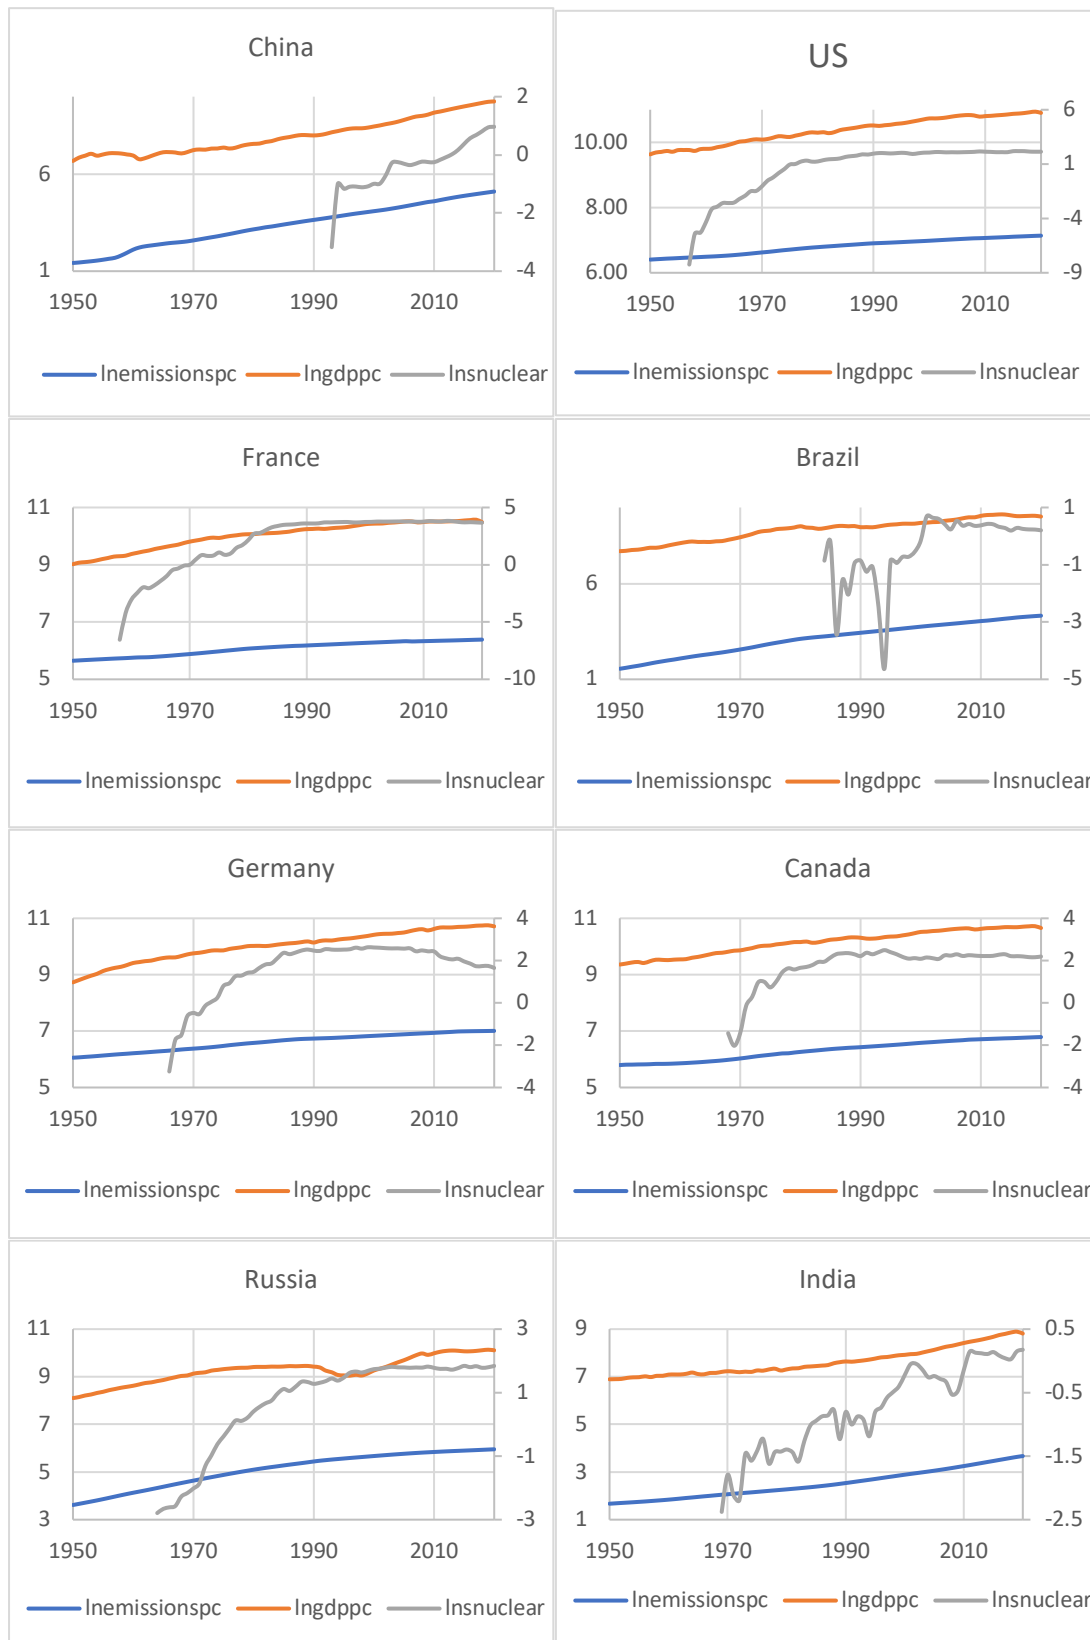 China
2
0
6
-2
1
-4
1950 1970 1990 2010
lnemissionspc lngdppc lnsnuclear
US
6
10.00
1
8.00
-4
6.00
-9
1950 1970 1990 2010
lnemissionspc lngdppc lnsnuclear
France
11 5
9 0
7 -5
5 -10
1950 1970 1990 2010
lnemissionspc lngdppc lnsnuclear
Brazil
1
6 -1
-3
1 -5
1950 1970 1990 2010
lnemissionspc lngdppc lnsnuclear
Germany
11 4
2
9
0
7
-2
5 -4
1950 1970 1990 2010
lnemissionspc lngdppc lnsnuclear
Canada
11 4
2
9
0
7
-2
5 -4
1950 1970 1990 2010
lnemissionspc lngdppc lnsnuclear
Russia
11 3
9
1
7
5 -1
3 -3
1950 1970 1990 2010
lnemissionspc lngdppc lnsnuclear
India
9 0.5
7
-0.5
5
3 -1.5
1 -2.5
1950 1970 1990 2010
lnemissionspc lngdppc lnsnuclear